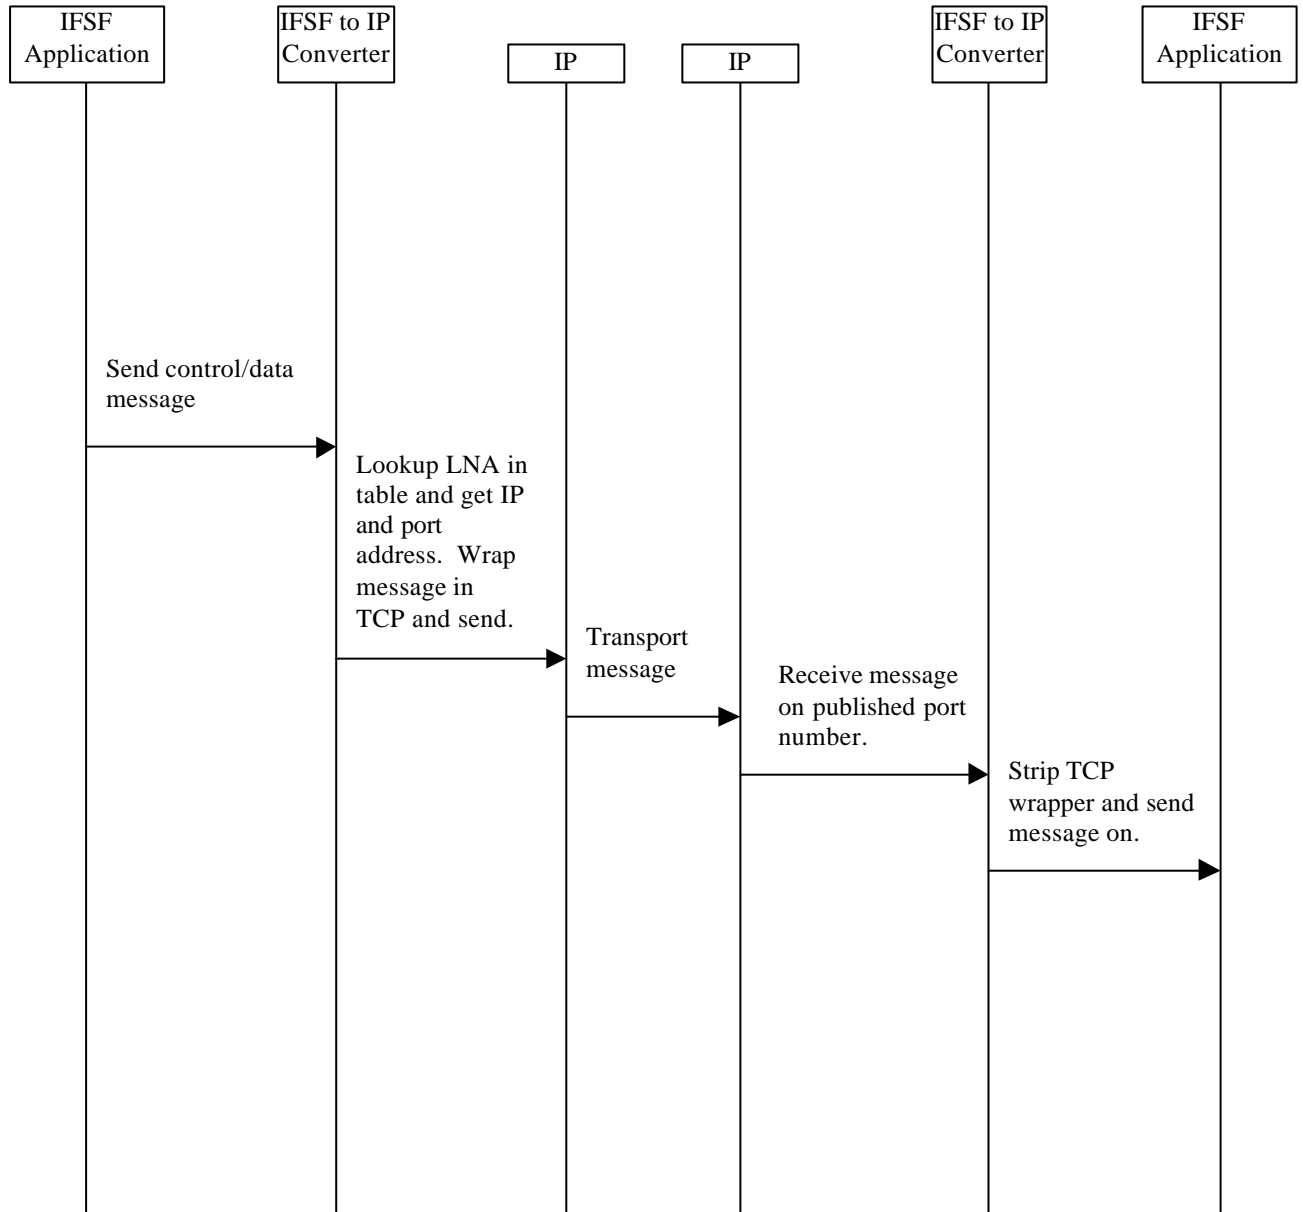 IFSF
Application
IFSF to IP
Converter
IP
IP
IFSF to IP
Converter
IFSF
Application
Send control/data
message
Lookup LNA in
table and get IP
and port
address.  Wrap
message in
TCP and send.
Transport
message
Receive message
on published port
number.
Strip TCP
wrapper and send
message on.